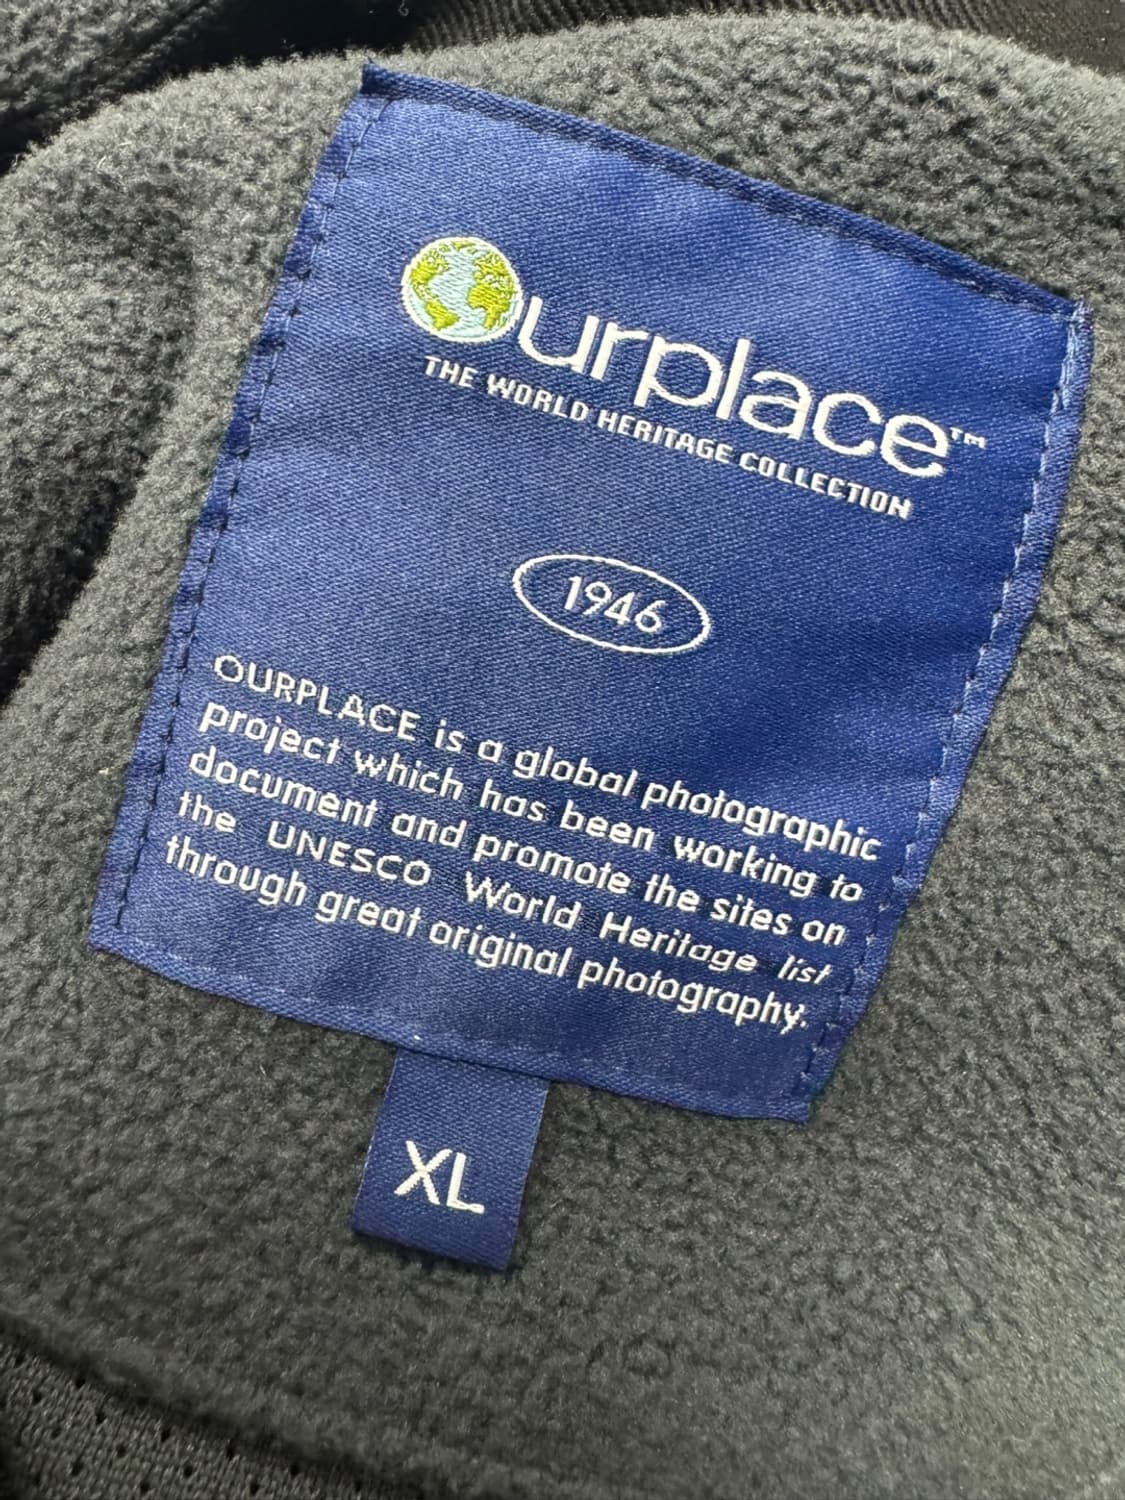 Ourplace™
THE WORLD HERITAGE COLLECTION
1946
OURPLACE is a global photographic
project which has been working to
document and promote the sites on
the UNESCO World Heritage list
through great original photography.
XL